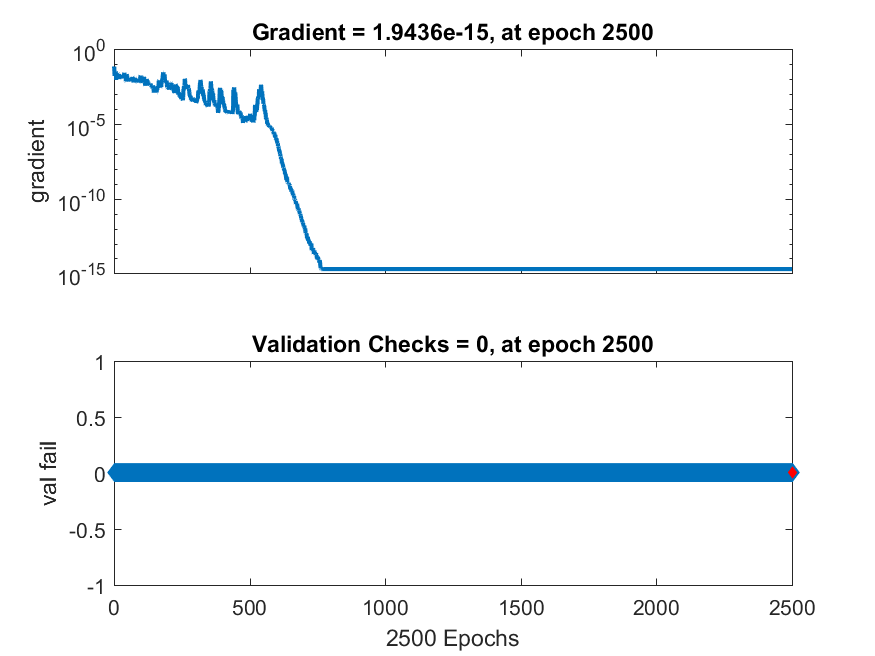 Gradient = 1.9436e-15, at epoch 2500
10^0
10^-5
10^-10
10^-15
gradient
Validation Checks = 0, at epoch 2500
1
0.5
0
-0.5
-1
val fail
0 500 1000 1500 2000 2500
2500 Epochs